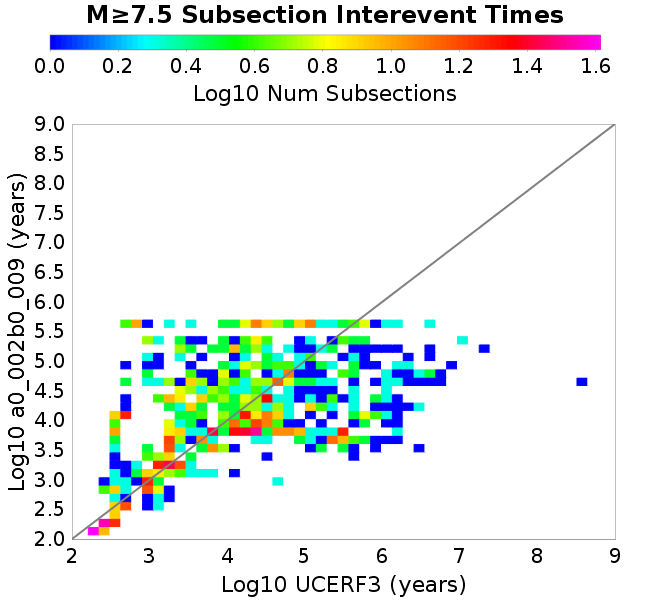 M≥7.5 Subsection Interevent Times
0.0 0.2 0.4 0.6 0.8 1.0 1.2 1.4 1.6
Log10 Num Subsections
9.0
8.5
8.0
7.5
7.0
6.5
6.0
5.5
5.0
4.5
4.0
3.5
3.0
2.5
2.0
Log10 a0_002b0_009 (years)
2 3 4 5 6 7 8 9
Log10 UCERF3 (years)